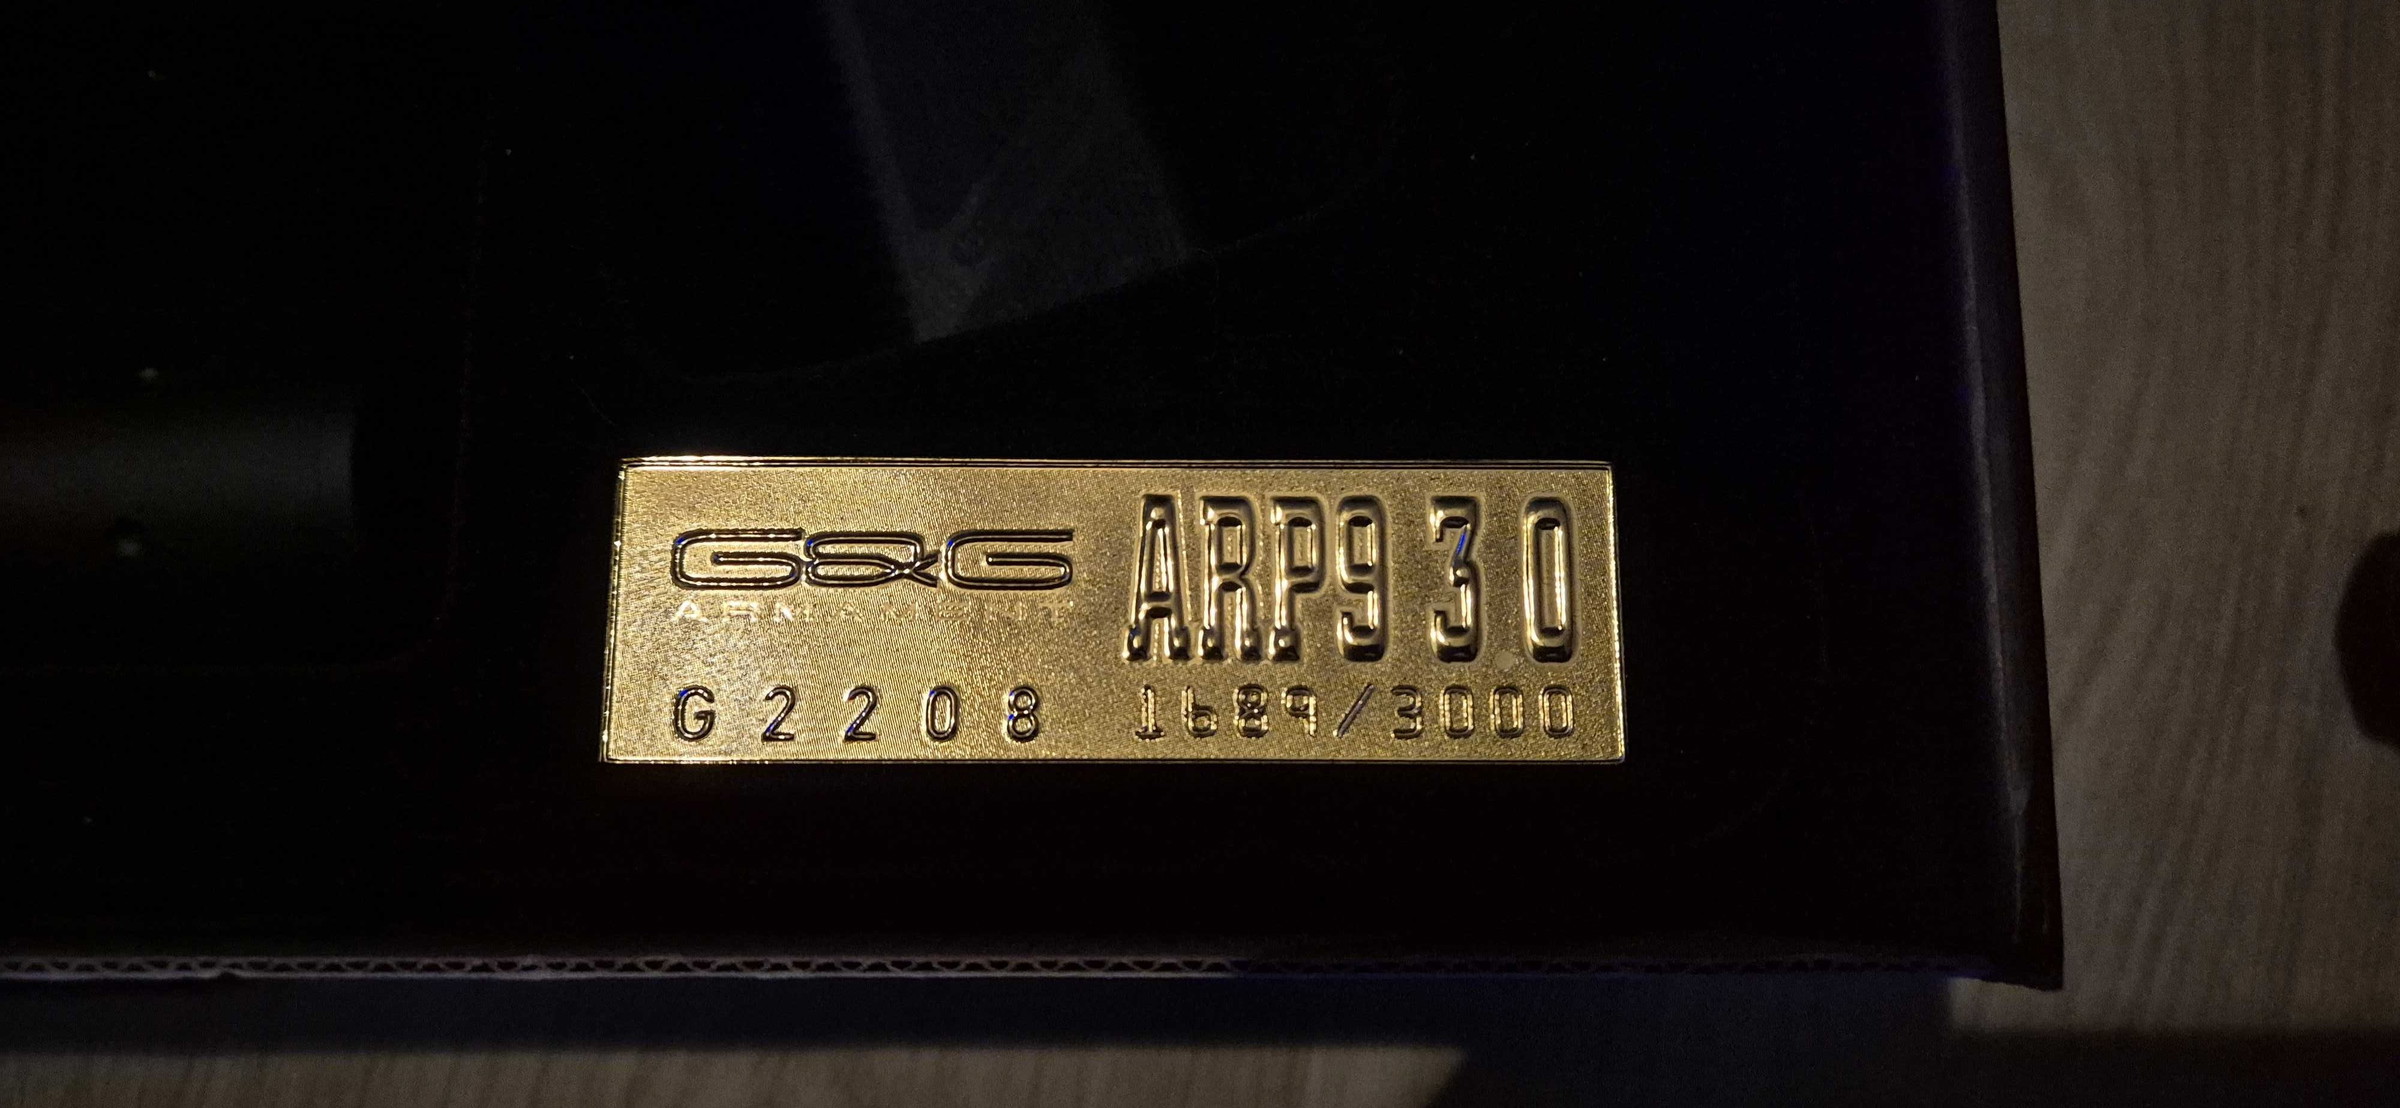 G&G
ARMAMENT
ARP9 3 0
G2208
1689/3000